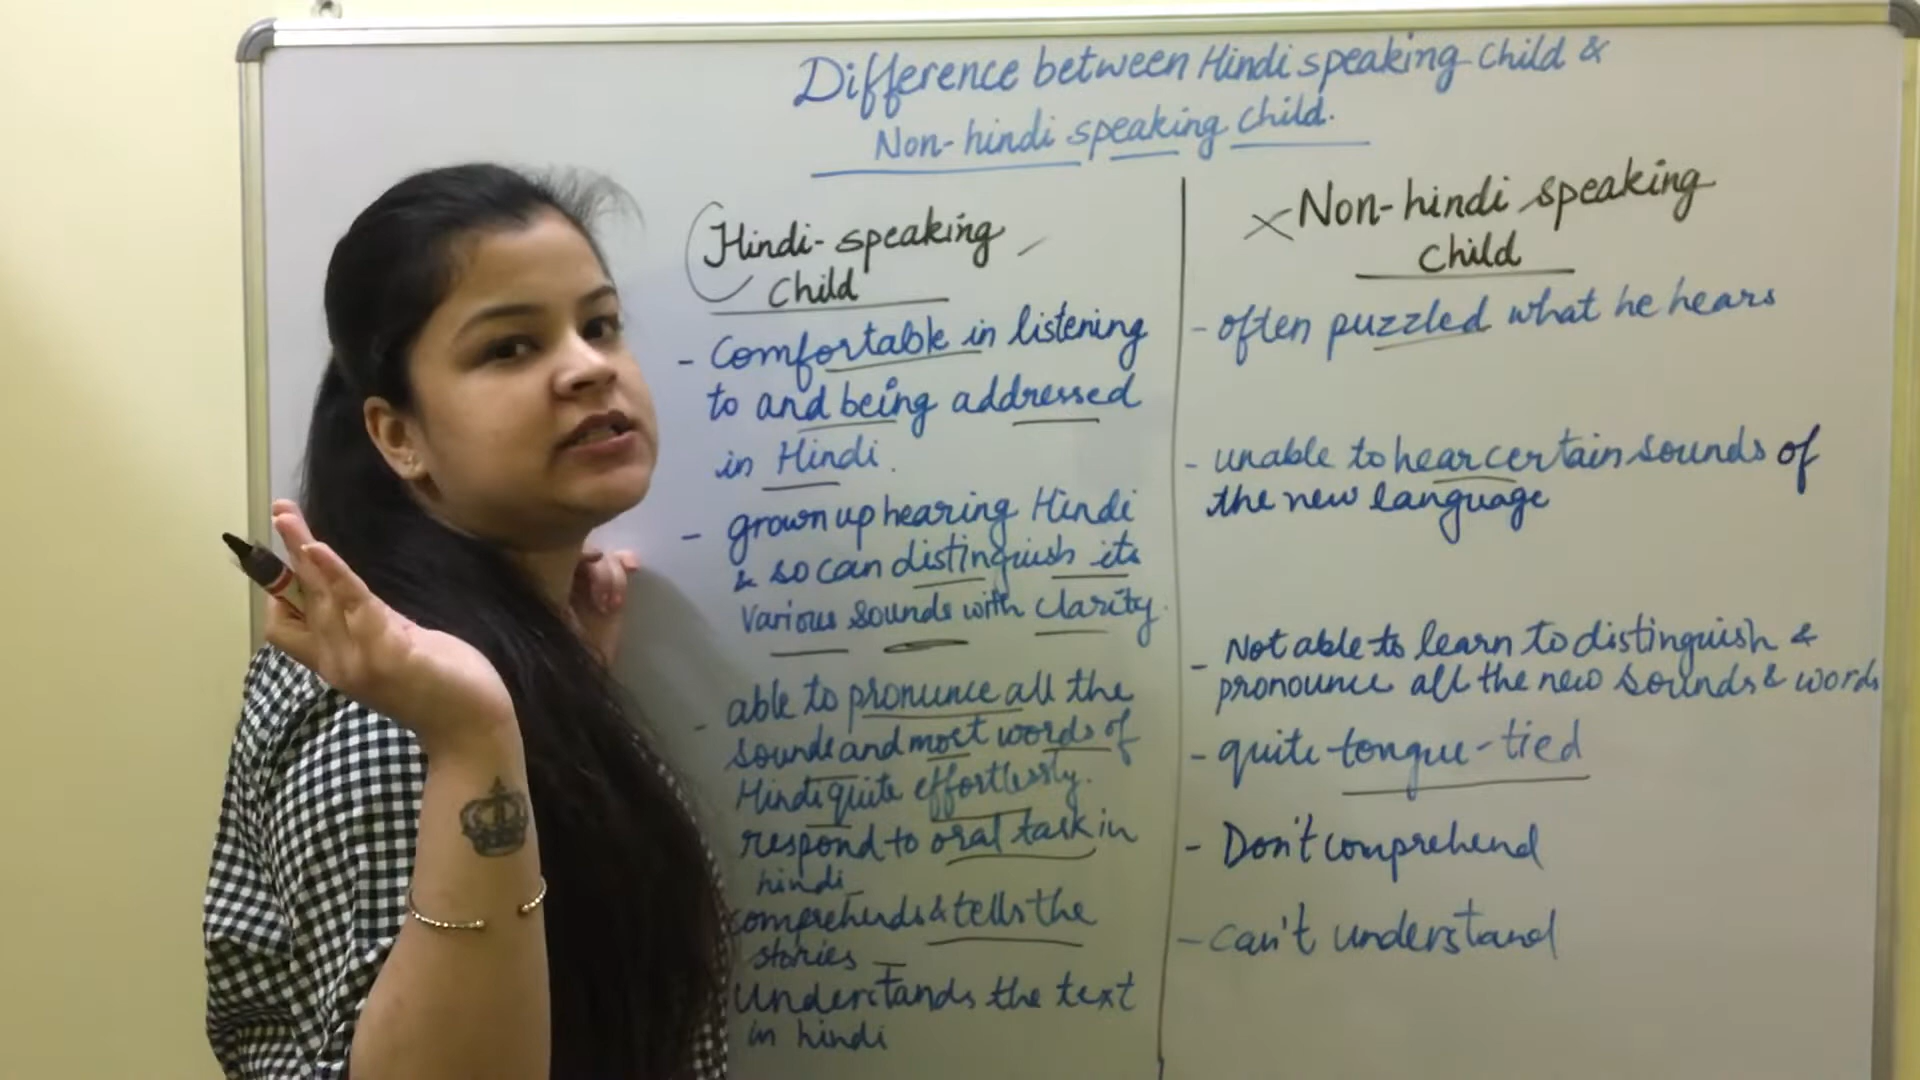 Difference between Hindi speaking child &
Non-hindi speaking child.
Hindi-speaking
child
- comfortable in listening
to and being addressed
in Hindi.
- grown up hearing Hindi
& so can distinguish its
various sounds with clarity.
- able to pronunce all the
sounds and most words of
Hindi quite effortlessly.
respond to oral task in
hindi
comprehends & tells the
stories
Understands the text
in hindi
Non-hindi speaking
child
- often puzzled what he hears
- unable to hear certain sounds of
the new language
- Not able to learn to distinguish &
pronounce all the new sounds & words
- quite tongue-tied
- Don't comprehend
- can't understand